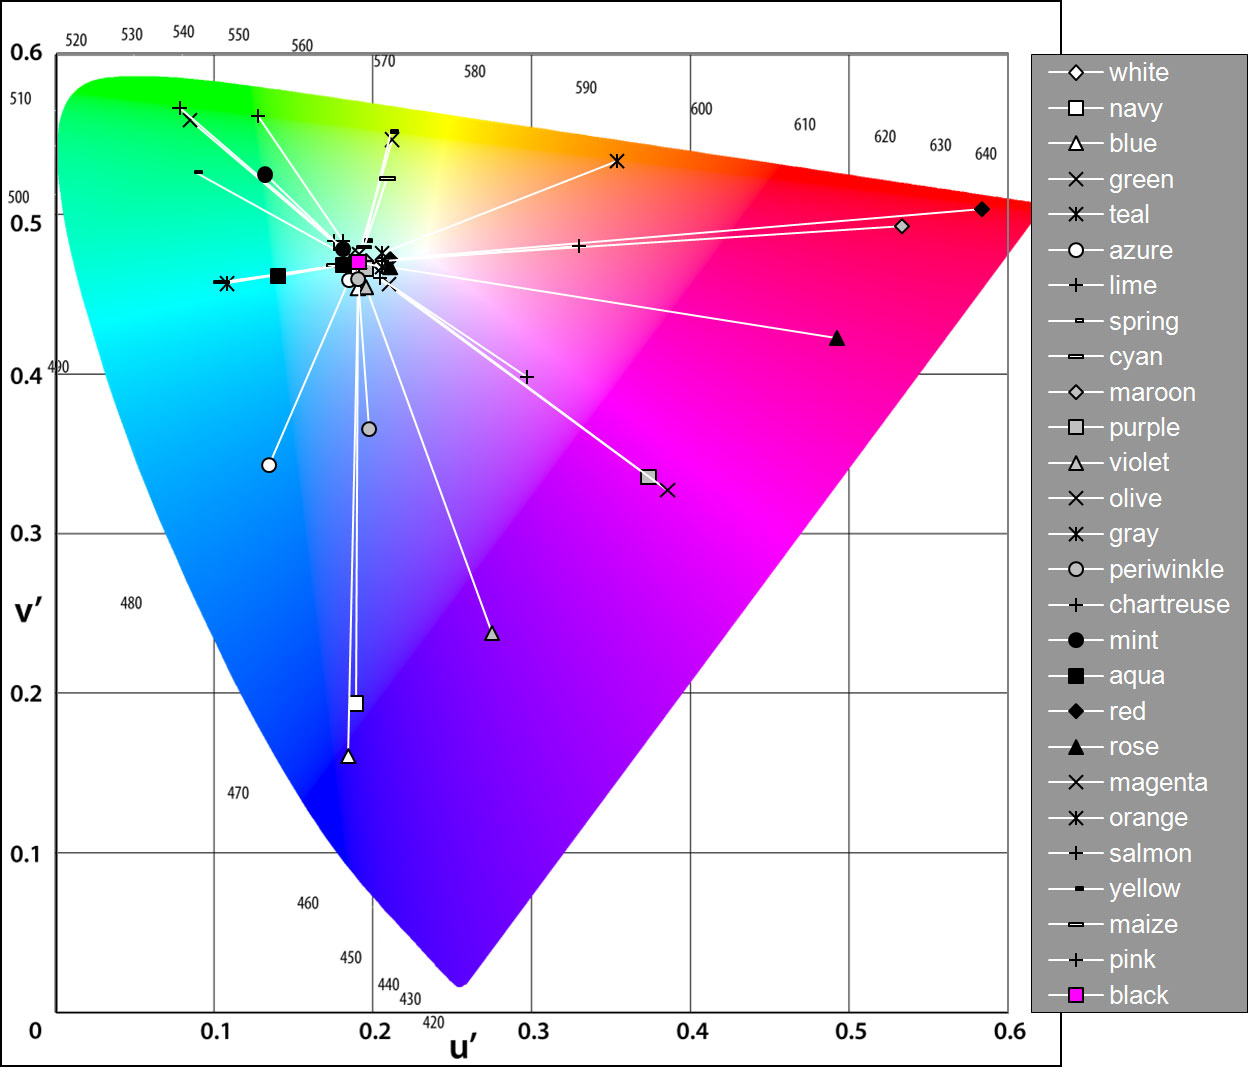 520 530 540 550 560 570 580 590 600 610 620 630 640
0.6
510
500
0.5
490
0.4
0.3
480
v′
0.2
470
0.1
460
450
440
430
420
0 0.1 0.2 0.3 0.4 0.5 0.6
u′
white
navy
blue
green
teal
azure
lime
spring
cyan
maroon
purple
violet
olive
gray
periwinkle
chartreuse
mint
aqua
red
rose
magenta
orange
salmon
yellow
maize
pink
black